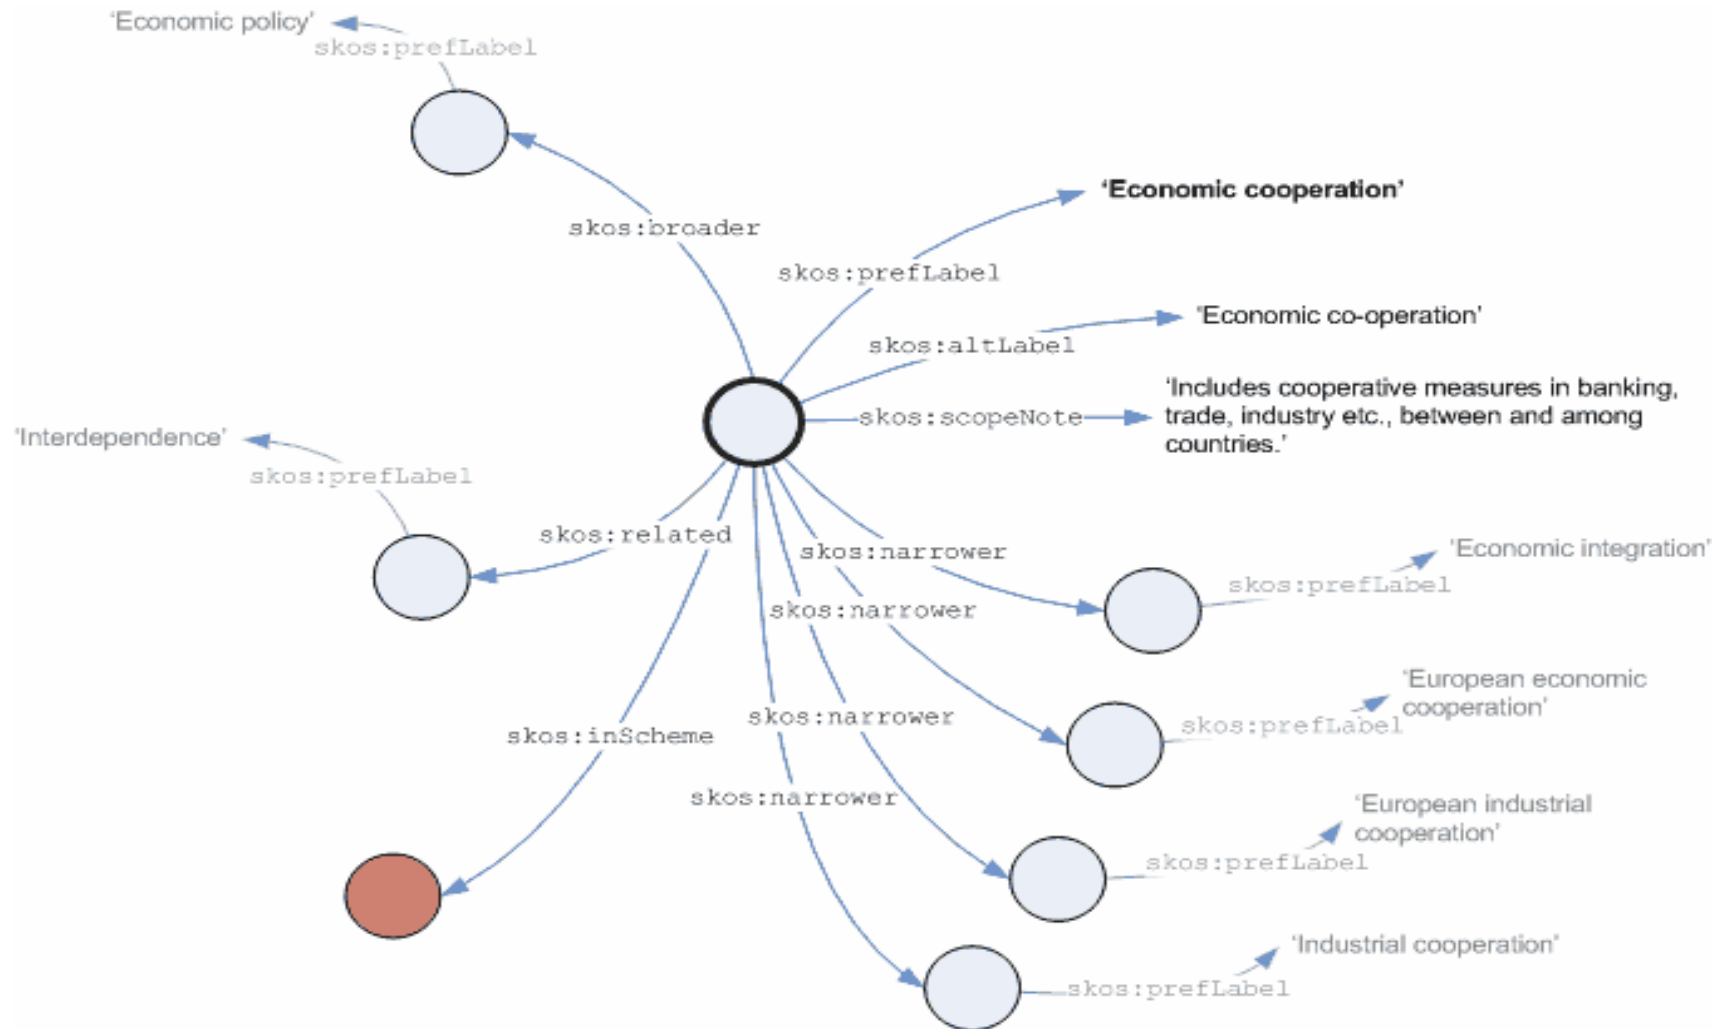 ‘Economic policy’
skos:prefLabel
‘Economic cooperation’
skos:broader
skos:prefLabel
‘Economic co-operation’
skos:altLabel
‘Includes cooperative measures in banking,
trade, industry etc., between and among
countries.’
skos:scopeNote
‘Interdependence’
skos:prefLabel
skos:related
skos:narrower
‘Economic integration’
skos:prefLabel
skos:narrower
‘European economic
cooperation’
skos:prefLabel
skos:narrower
skos:inScheme
skos:narrower
‘European industrial
cooperation’
skos:prefLabel
‘Industrial cooperation’
skos:prefLabel